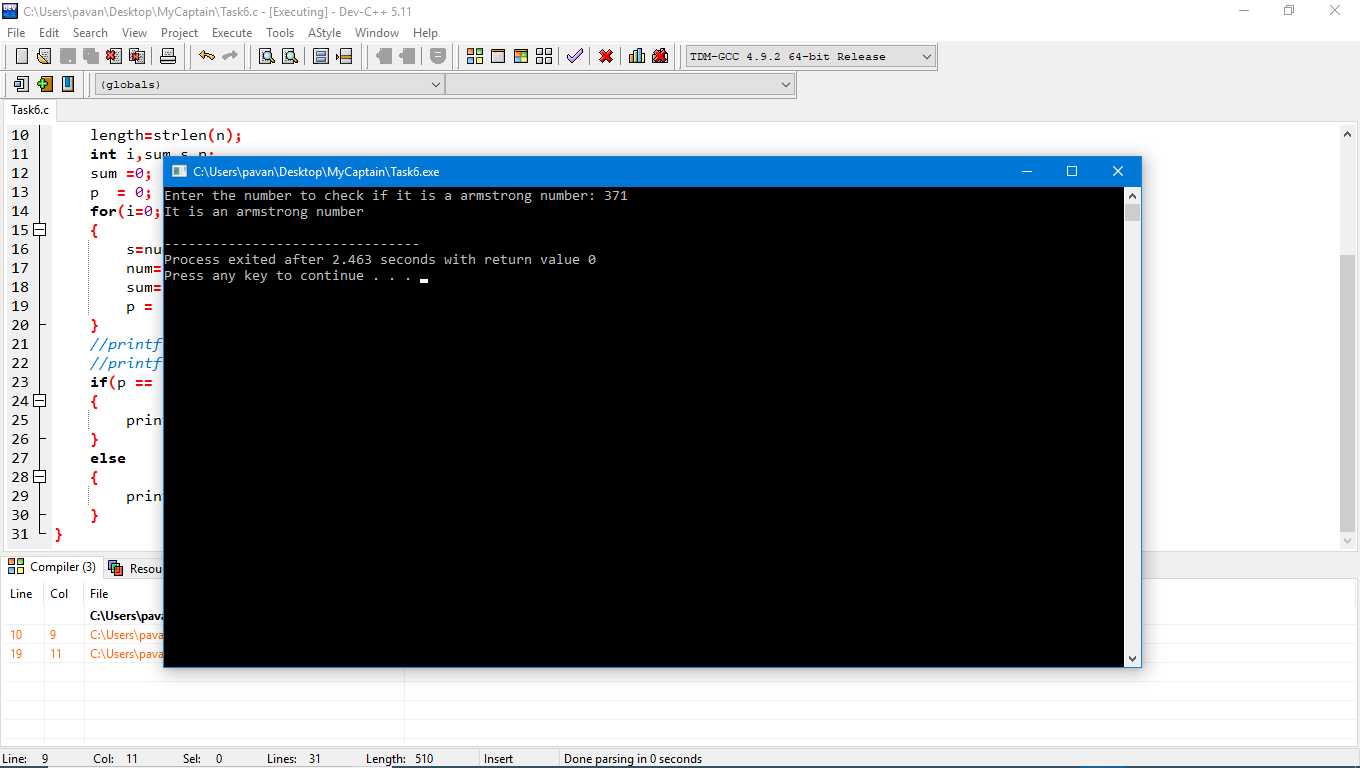 C:\Users\pavan\Desktop\MyCaptain\Task6.c - [Executing] - Dev-C++ 5.11
File Edit Search View Project Execute Tools AStyle Window Help
TDM-GCC 4.9.2 64-bit Release
(globals)
Task6.c
10 length=strlen(n);
11 int i,sum,s,p;
12 sum =0;
13 p = 0;
14 for(i=0;
15 {
16 s=nu
17 num=
18 sum=
19 p =
20 }
21 //printf
22 //printf
23 if(p ==
24 {
25 prin
26 }
27 else
28 {
29 prin
30 }
31 }
C:\Users\pavan\Desktop\MyCaptain\Task6.exe
Enter the number to check if it is a armstrong number: 371
It is an armstrong number
--------------------------------
Process exited after 2.463 seconds with return value 0
Press any key to continue . . .
Compiler (3) Resou
Line Col File
C:\Users\pava
10 9 C:\Users\pava
19 11 C:\Users\pava
Line: 9 Col: 11 Sel: 0 Lines: 31 Length: 510 Insert Done parsing in 0 seconds